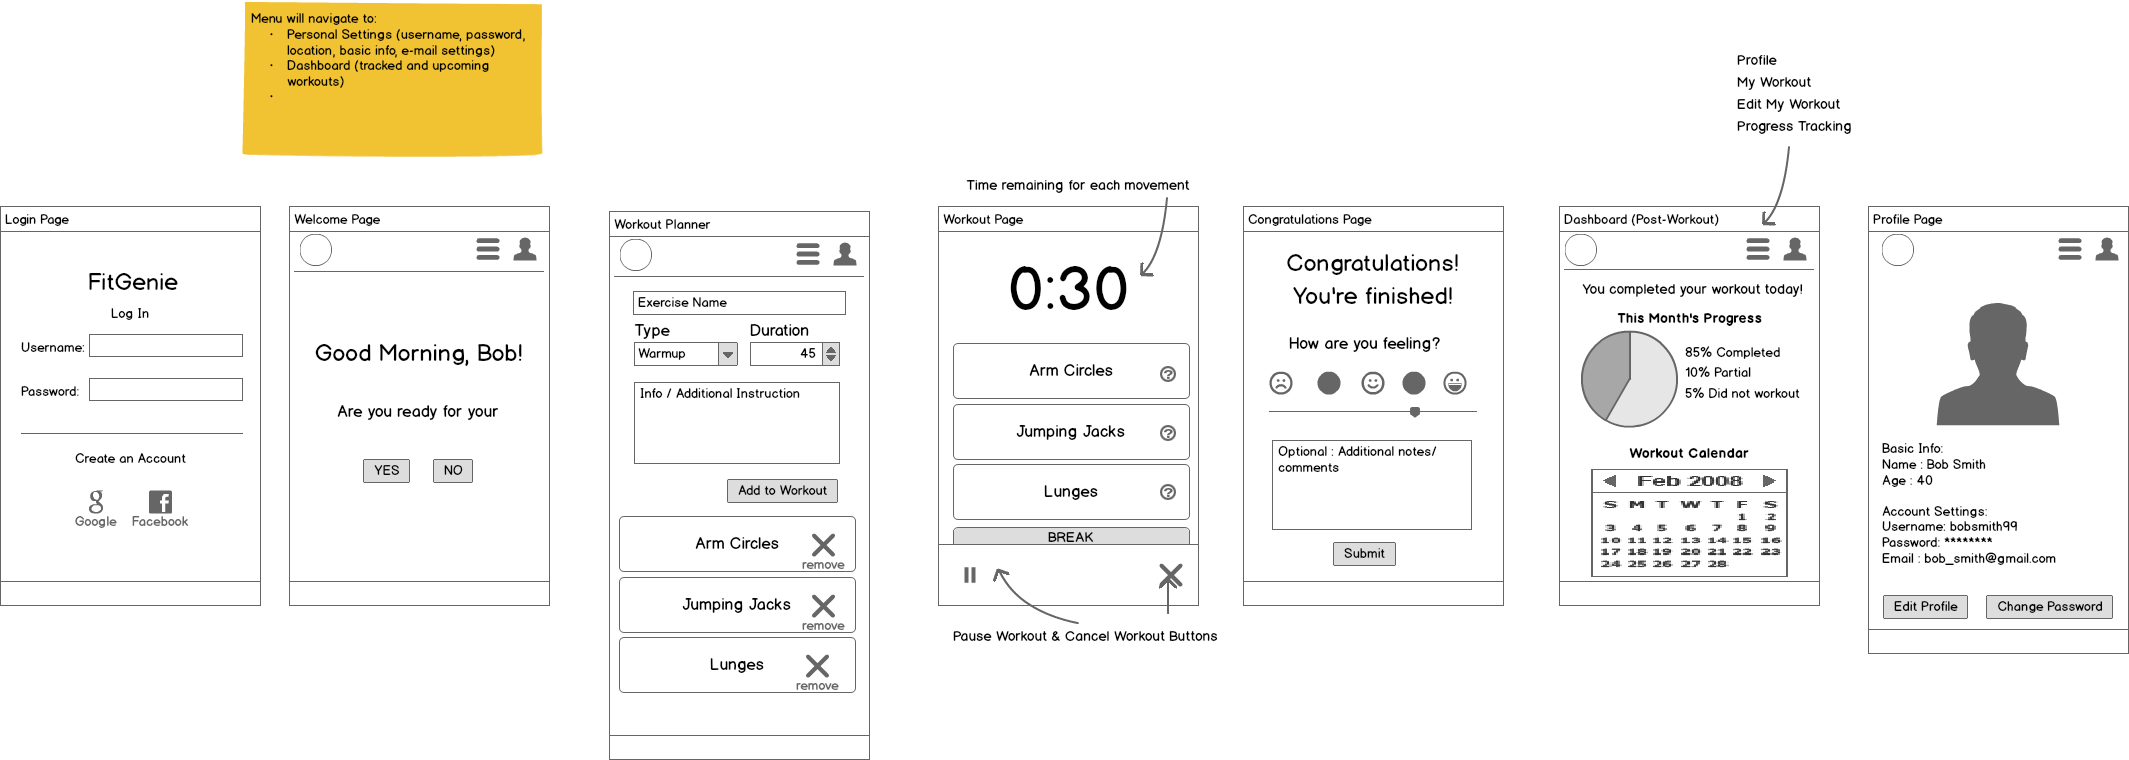 Menu will navigate to:
· Personal Settings (username, password,
location, basic info, e-mail settings)
· Dashboard (tracked and upcoming
workouts)
·
Login Page
FitGenie
Log In
Username:
Password:
Create an Account
Google
Facebook
Welcome Page
Good Morning, Bob!
Are you ready for your
YES
NO
Workout Planner
Exercise Name
Type
Duration
Warmup
45
Info / Additional Instruction
Add to Workout
Arm Circles
remove
Jumping Jacks
remove
Lunges
remove
Time remaining for each movement
Workout Page
0:30
Arm Circles
?
Jumping Jacks
?
Lunges
?
BREAK
Pause Workout & Cancel Workout Buttons
Congratulations Page
Congratulations!
You're finished!
How are you feeling?
Optional : Additional notes/
comments
Submit
Profile
My Workout
Edit My Workout
Progress Tracking
Dashboard (Post-Workout)
You completed your workout today!
This Month's Progress
85% Completed
10% Partial
5% Did not workout
Workout Calendar
Feb 2008
S M T W T F S
1 2
3 4 5 6 7 8 9
10 11 12 13 14 15 16
17 18 19 20 21 22 23
24 25 26 27 28
Profile Page
Basic Info:
Name : Bob Smith
Age : 40
Account Settings:
Username: bobsmith99
Password: ********
Email : bob_smith@gmail.com
Edit Profile
Change Password